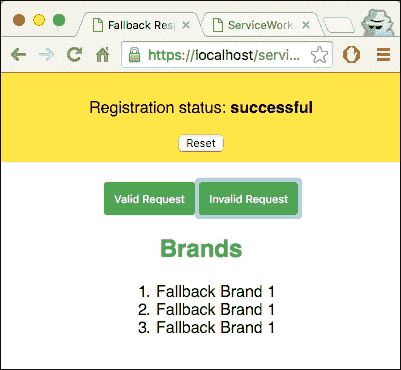 Fallback Resp
ServiceWork
https://localhost/servi...
Registration status: successful
Reset
Valid Request
Invalid Request
Brands
1. Fallback Brand 1
2. Fallback Brand 1
3. Fallback Brand 1